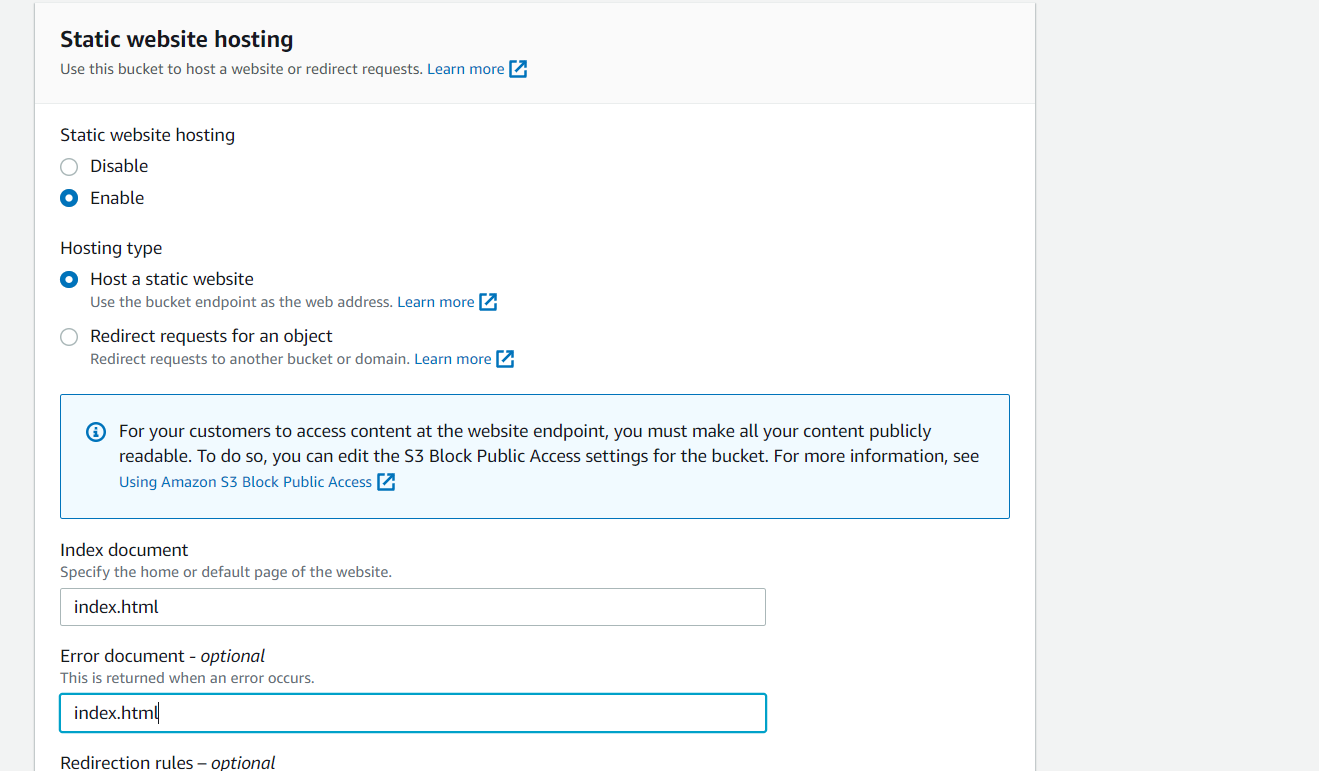 Static website hosting
Use this bucket to host a website or redirect requests. Learn more
Static website hosting
Disable
Enable
Hosting type
Host a static website
Use the bucket endpoint as the web address. Learn more
Redirect requests for an object
Redirect requests to another bucket or domain. Learn more
For your customers to access content at the website endpoint, you must make all your content publicly
readable. To do so, you can edit the S3 Block Public Access settings for the bucket. For more information, see
Using Amazon S3 Block Public Access
Index document
Specify the home or default page of the website.
index.html
Error document - optional
This is returned when an error occurs.
index.html
Redirection rules – optional